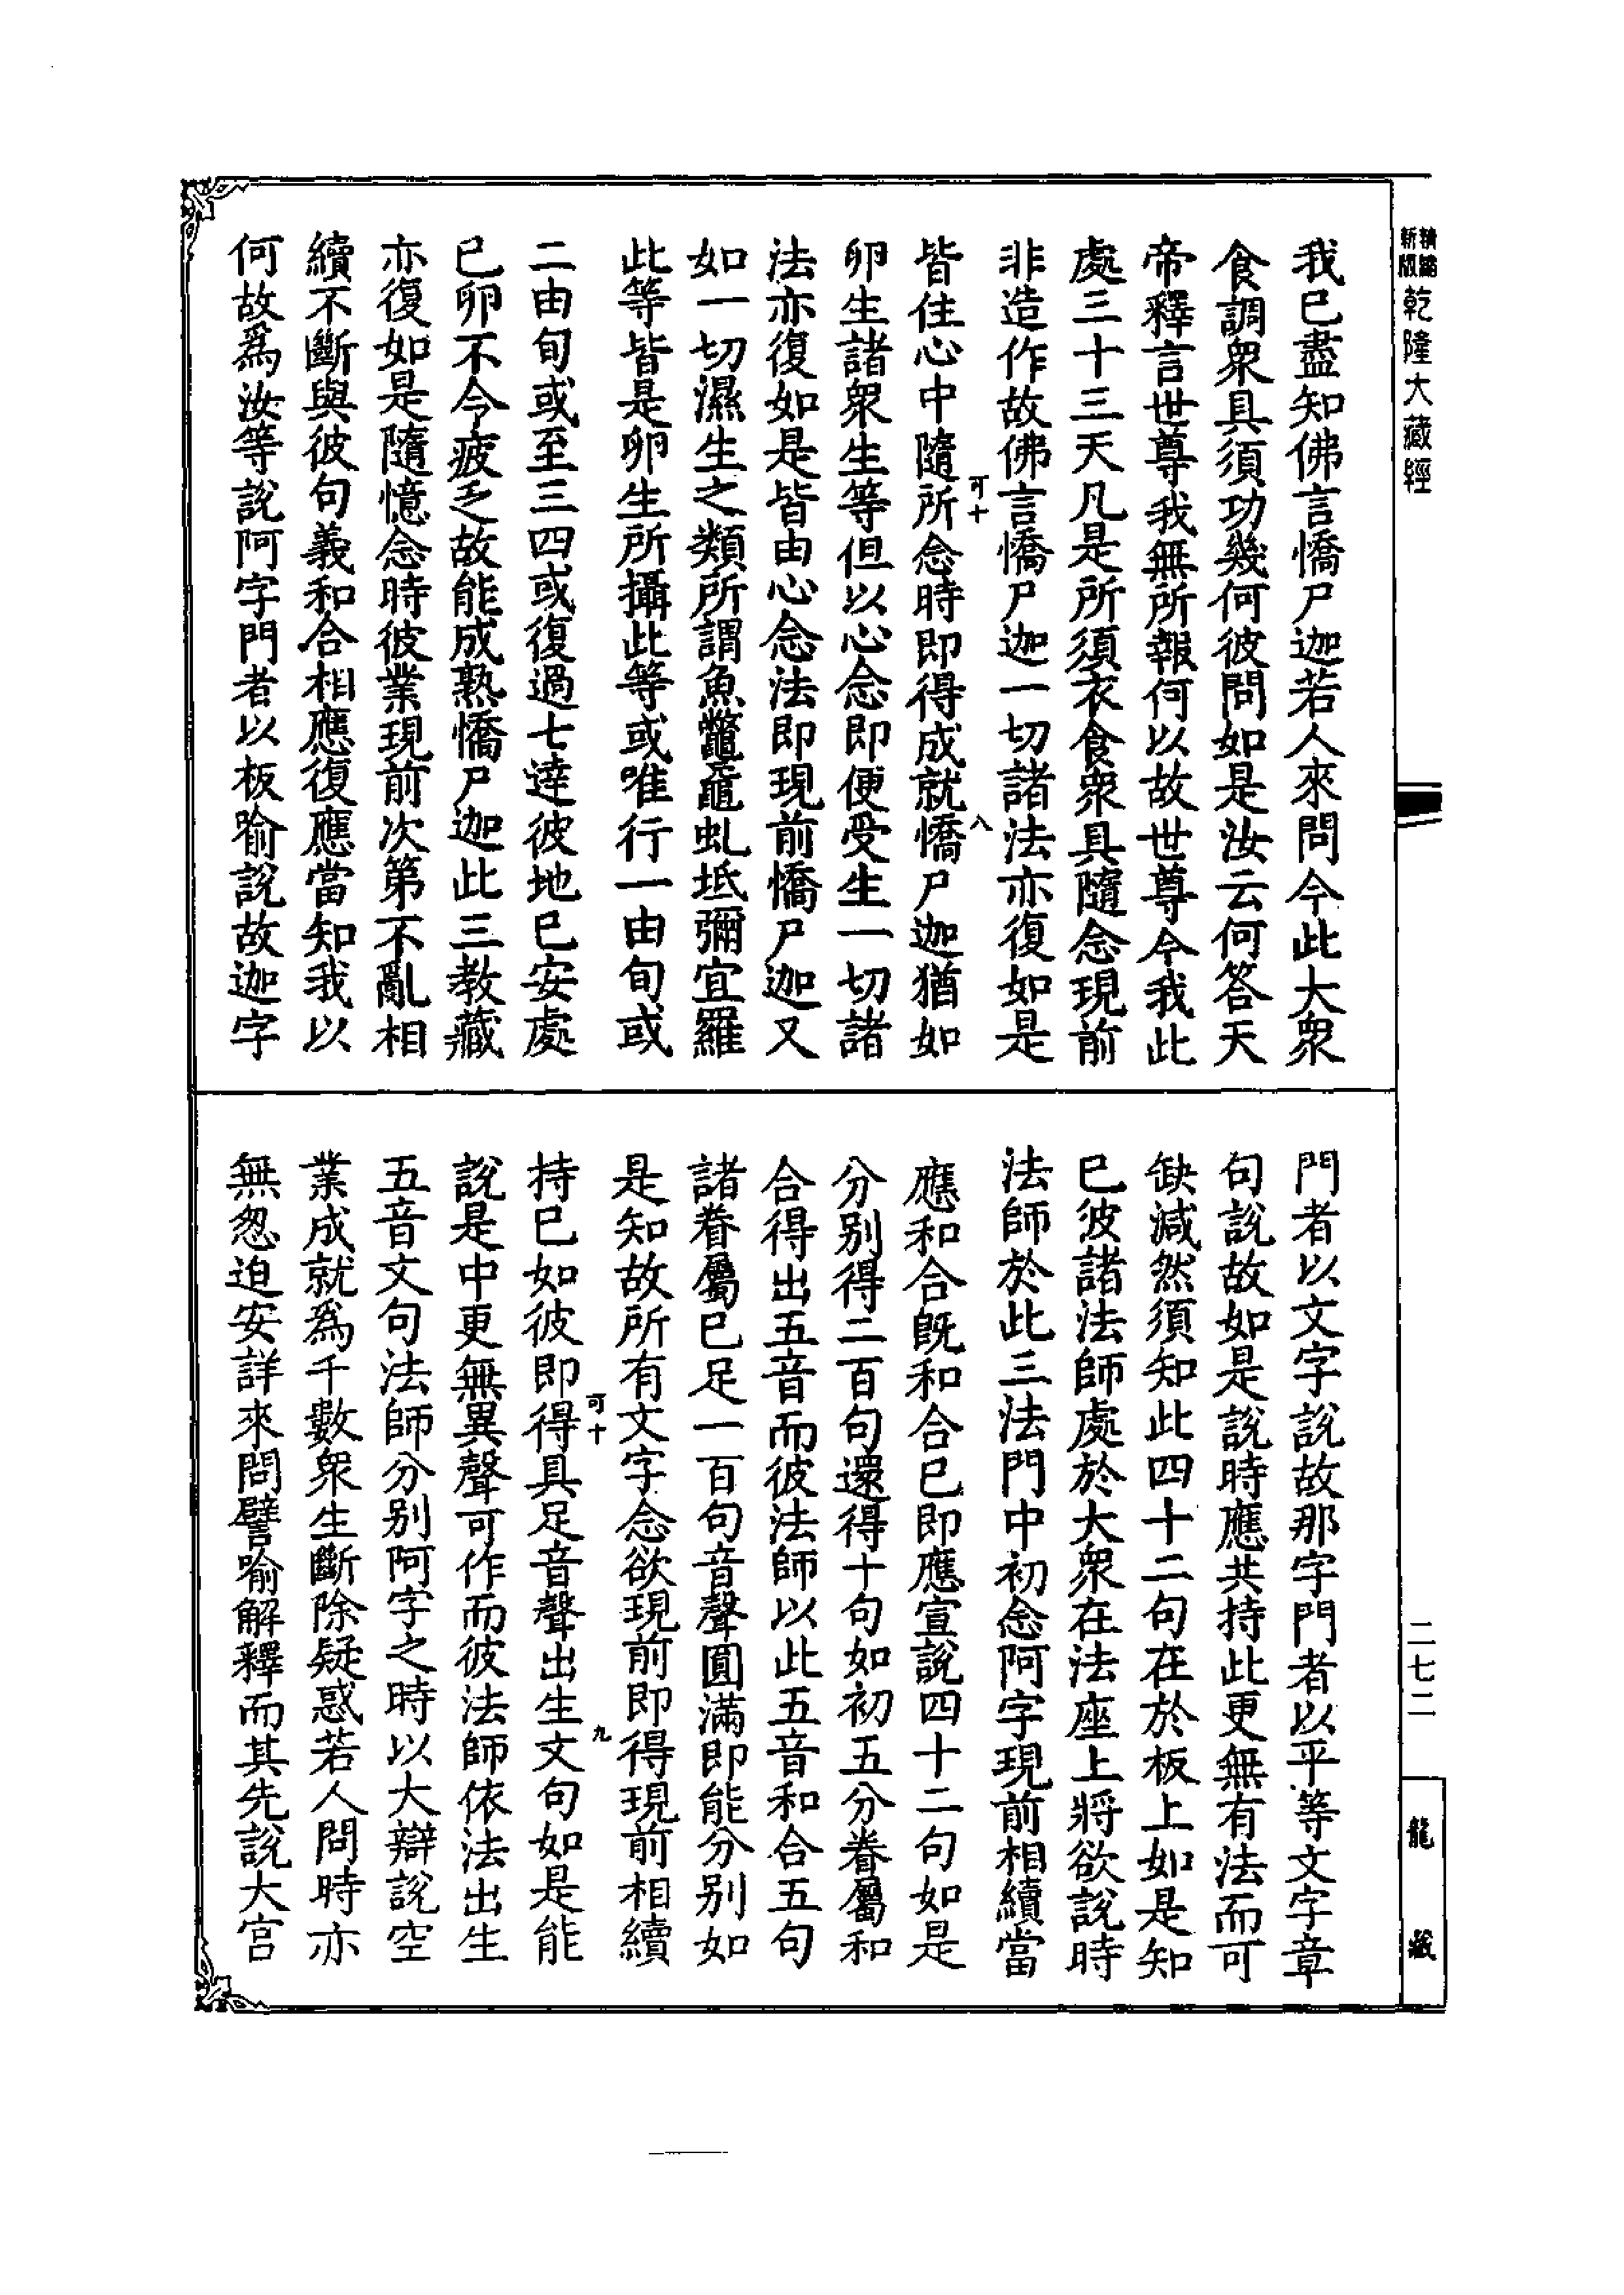 新版
精縮
乾隆大藏經
我已盡知佛言憍尸迦若人來問今此大衆
食調衆具須功幾何彼問如是汝云何答天
帝釋言世尊我無所報何以故世尊今我此
處三十三天凡是所須衣食衆具隨念現前
非造作故佛言憍尸迦一切諸法亦復如是
可十
八
皆住心中隨所念時即得成就憍尸迦猶如
卵生諸衆生等但以心念即便受生一切諸
法亦復如是皆由心念法即現前憍尸迦又
如一切濕生之類所謂魚鼈黿虬坻彌宜羅
此等皆是卵生所攝此等或唯行一由旬或
二由旬或至三四或復過七達彼地已安處
已卵不令疲乏故能成熟憍尸迦此三教藏
亦復如是隨憶念時彼業現前次第不亂相
續不斷與彼句義和合相應復應當知我以
何故爲汝等說阿字門者以板喻說故迦字
門者以文字說故那字門者以平等文字章
句說故如是說時應共持此更無有法而可
缺減然須知此四十二句在於板上如是知
已彼諸法師處於大衆在法座上將欲說時
法師於此三法門中初念阿字現前相續當
應和合既和合已即應宣說四十二句如是
分別得二百句還得十句如初五分眷屬和
合得出五音而彼法師以此五音和合五句
諸眷屬已足一百句音聲圓滿即能分別如
是知故所有文字念欲現前即得現前相續
可十
九
持已如彼即得具足音聲出生文句如是能
說是中更無異聲可作而彼法師依法出生
五音文句法師分別阿字之時以大辯說空
業成就爲千數衆生斷除疑惑若人問時亦
無怱迫安詳來問譬喻解釋而其先說大宫
二七二
龍藏